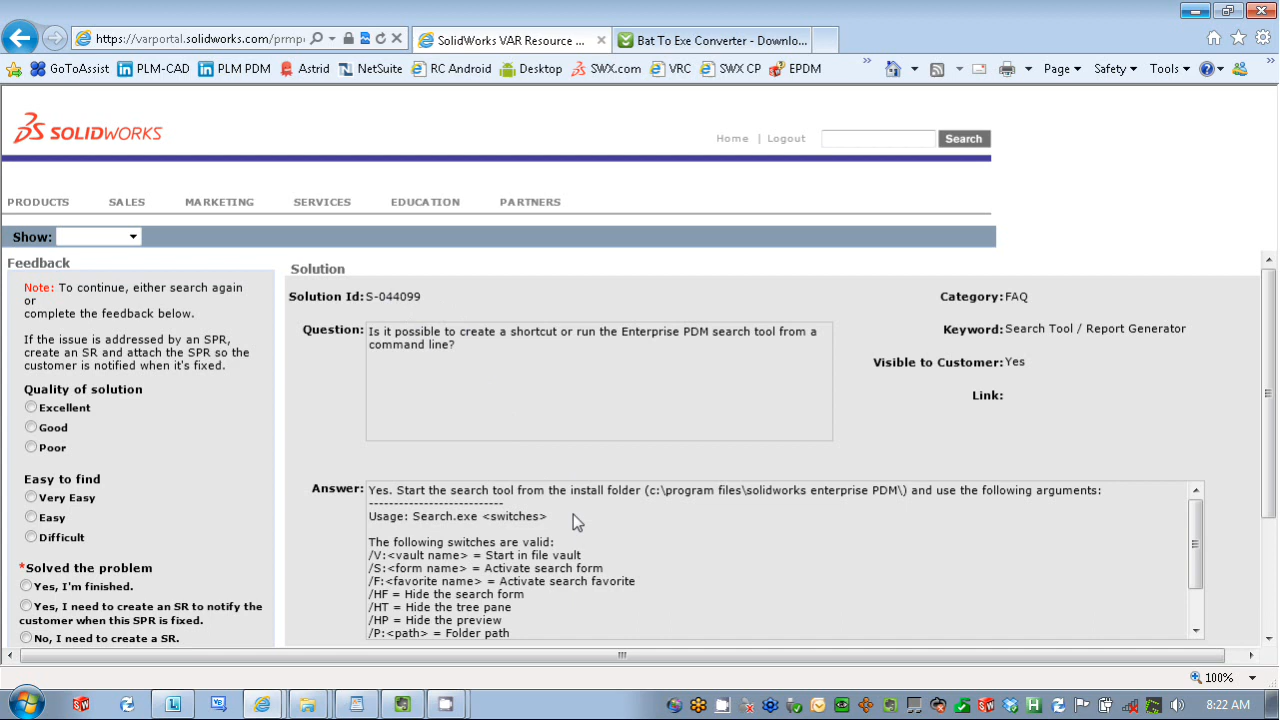 https://varportal.solidworks.com/prmp
SolidWorks VAR Resource ...
Bat To Exe Converter - Downlo...
GoToAssist
PLM-CAD
PLM PDM
Astrid
NetSuite
RC Android
Desktop
SWX.com
VRC
SWX CP
EPDM
Page
Safety
Tools
SOLIDWORKS
Home | Logout
Search
PRODUCTS
SALES
MARKETING
SERVICES
EDUCATION
PARTNERS
Show:
Feedback
Note: To continue, either search again
or
complete the feedback below.
If the issue is addressed by an SPR,
create an SR and attach the SPR so the
customer is notified when it's fixed.
Quality of solution
Excellent
Good
Poor
Easy to find
Very Easy
Easy
Difficult
*Solved the problem
Yes, I'm finished.
Yes, I need to create an SR to notify the
customer when this SPR is fixed.
No, I need to create a SR.
Solution
Solution Id: S-044099
Category: FAQ
Question: Is it possible to create a shortcut or run the Enterprise PDM search tool from a
command line?
Keyword: Search Tool / Report Generator
Visible to Customer: Yes
Link:
Answer: Yes. Start the search tool from the install folder (c:\program files\solidworks enterprise PDM\) and use the following arguments:
--------------------------
Usage: Search.exe <switches>
The following switches are valid:
/V:<vault name> = Start in file vault
/S:<form name> = Activate search form
/F:<favorite name> = Activate search favorite
/HF = Hide the search form
/HT = Hide the tree pane
/HP = Hide the preview
/P:<path> = Folder path
100%
8:22 AM